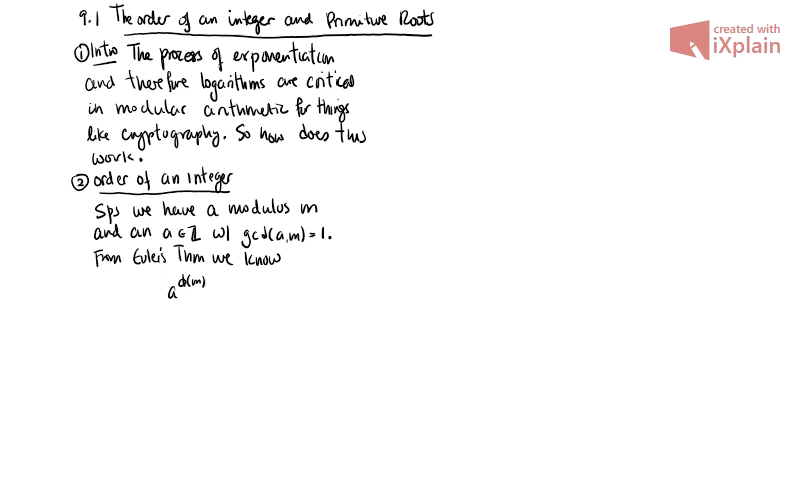 9.1 The order of an integer and Primitive Roots
created with
iXplain
① Intro The process of exponentiation
and therefore logarithms are critical
in modular arithmetic for things
like cryptography. So how does this
work.
② order of an integer
Sps we have a modulus m
and an a ∈ ℤ w/ gcd(a,m)=1.
From Euler's Thm we know
a^ϕ(m)